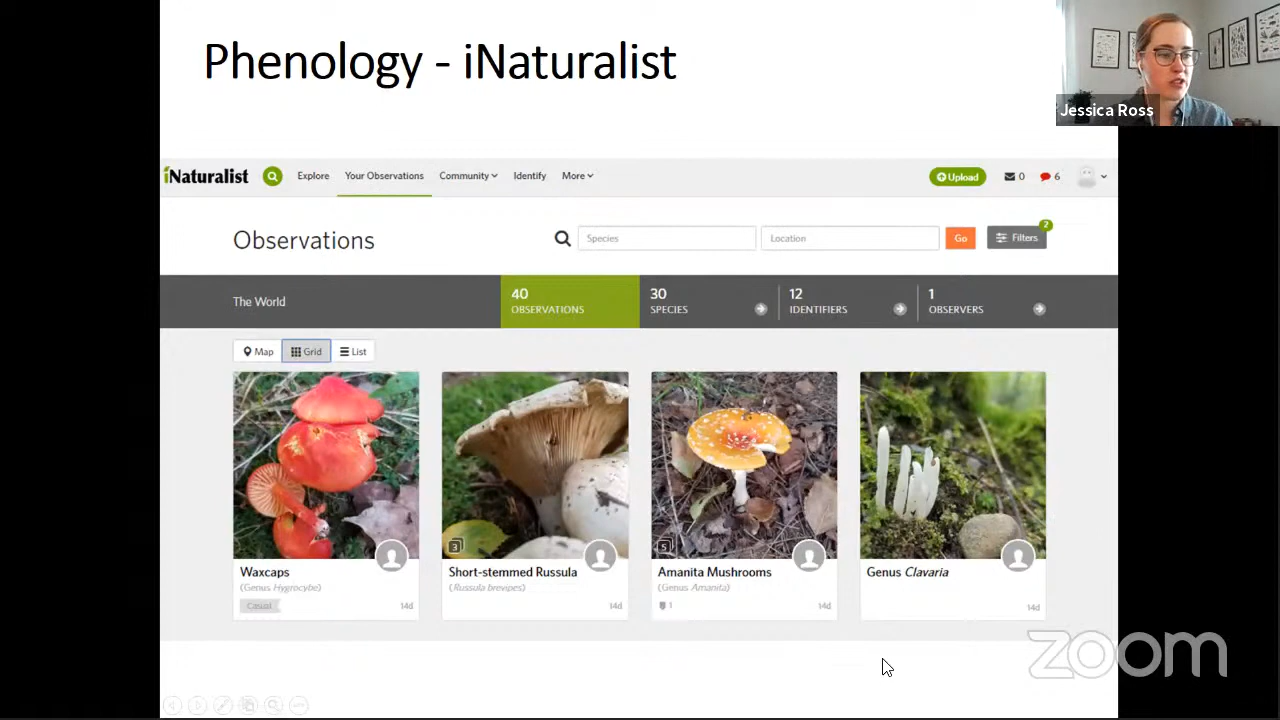 Phenology - iNaturalist
Jessica Ross
iNaturalist
Explore
Your Observations
Community
Identify
More
Upload
0
6
Observations
Species
Location
Go
Filters
2
The World
40
OBSERVATIONS
30
SPECIES
12
IDENTIFIERS
1
OBSERVERS
Map
Grid
List
3
5
Waxcaps
(Genus Hygrocybe)
Casual
14d
Short-stemmed Russula
(Russula brevipes)
14d
Amanita Mushrooms
(Genus Amanita)
1
14d
Genus Clavaria
14d
zoom